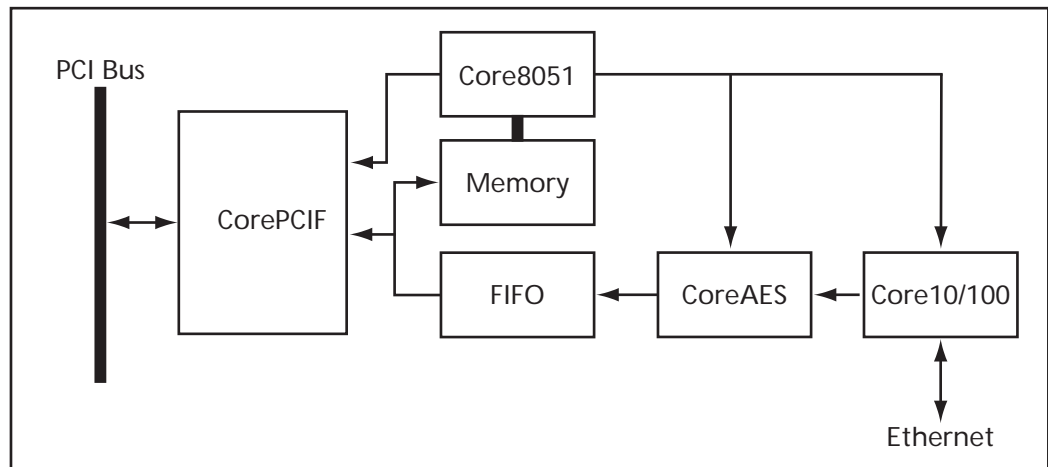 PCI Bus
Core8051
Memory
CorePCIF
FIFO
CoreAES
Core10/100
Ethernet